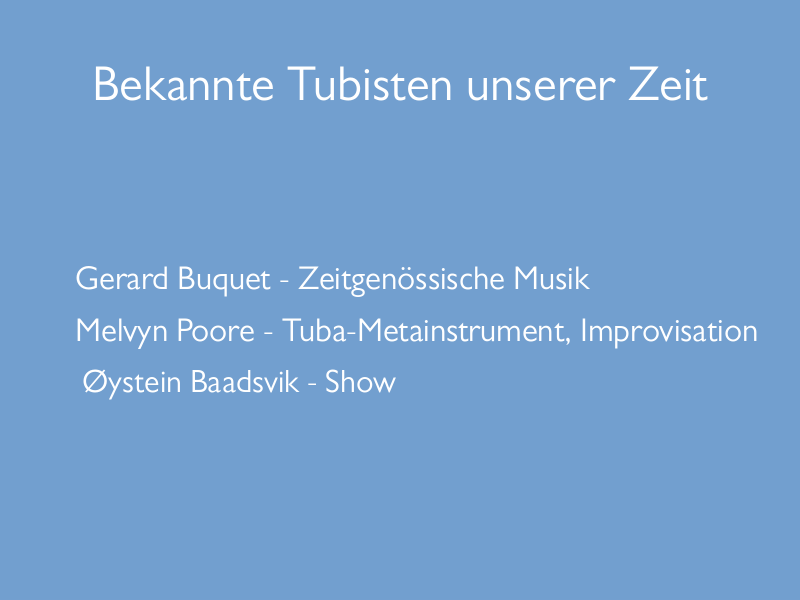 Bekannte Tubisten unserer Zeit
Gerard Buquet - Zeitgenössische Musik
Melvyn Poore - Tuba-Metainstrument, Improvisation
Øystein Baadsvik - Show